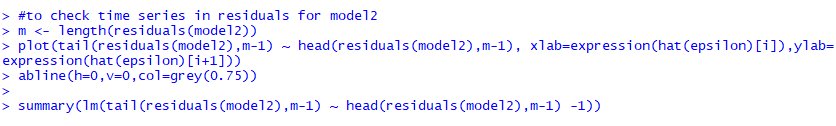 > #to check time series in residuals for model2
> m <- length(residuals(model2))
> plot(tail(residuals(model2),m-1) ~ head(residuals(model2),m-1), xlab=expression(hat(epsilon)[i]),ylab=
expression(hat(epsilon)[i+1]))
> abline(h=0,v=0,col=grey(0.75))
>
> summary(lm(tail(residuals(model2),m-1) ~ head(residuals(model2),m-1) -1))